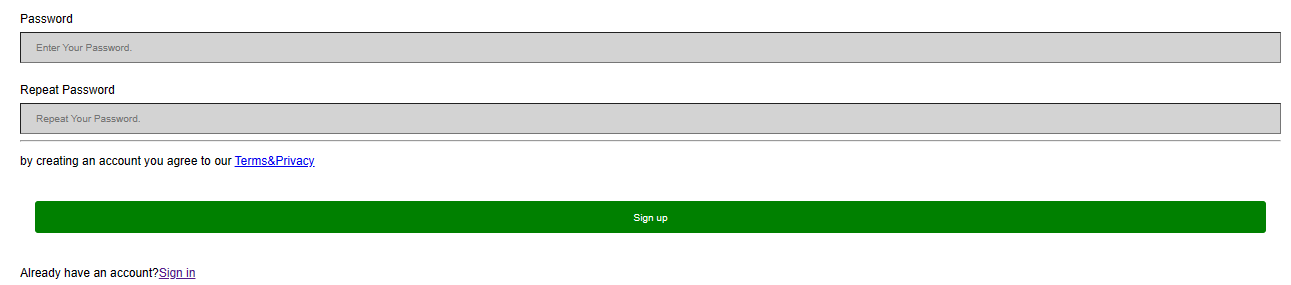 Password
Enter Your Password.
Repeat Password
Repeat Your Password.
by creating an account you agree to our Terms&Privacy
Sign up
Already have an account?Sign in